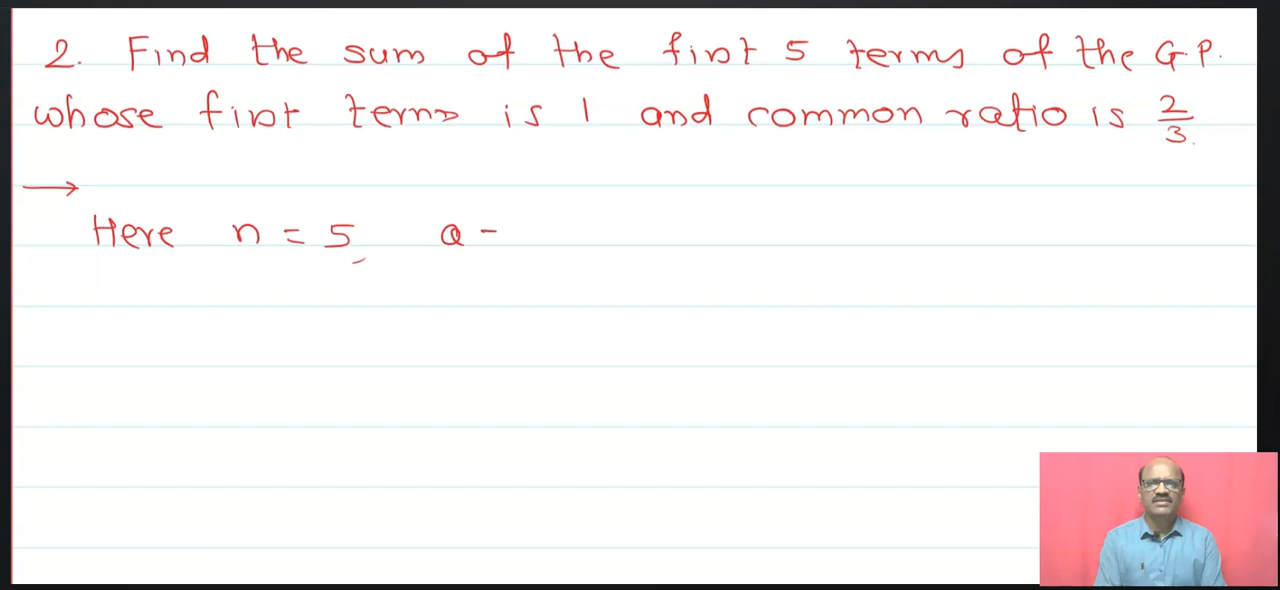 2. Find the sum of the first 5 terms of the G.P.
whose first term is 1 and common ratio is 2/3.
→
Here n = 5, a -